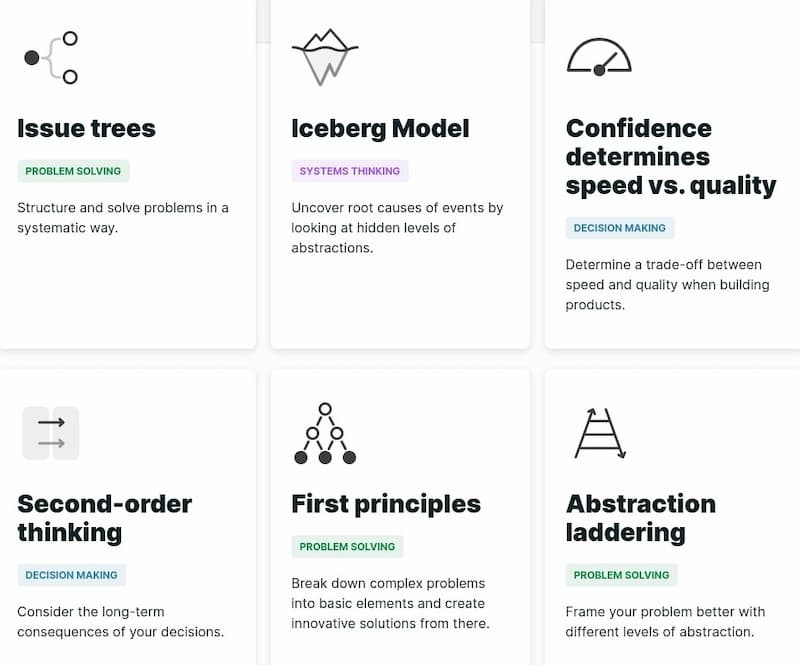 Issue trees
PROBLEM SOLVING
Structure and solve problems in a
systematic way.
Iceberg Model
SYSTEMS THINKING
Uncover root causes of events by
looking at hidden levels of
abstractions.
Confidence
determines
speed vs. quality
DECISION MAKING
Determine a trade-off between
speed and quality when building
products.
Second-order
thinking
DECISION MAKING
Consider the long-term
consequences of your decisions.
First principles
PROBLEM SOLVING
Break down complex problems
into basic elements and create
innovative solutions from there.
Abstraction
laddering
PROBLEM SOLVING
Frame your problem better with
different levels of abstraction.